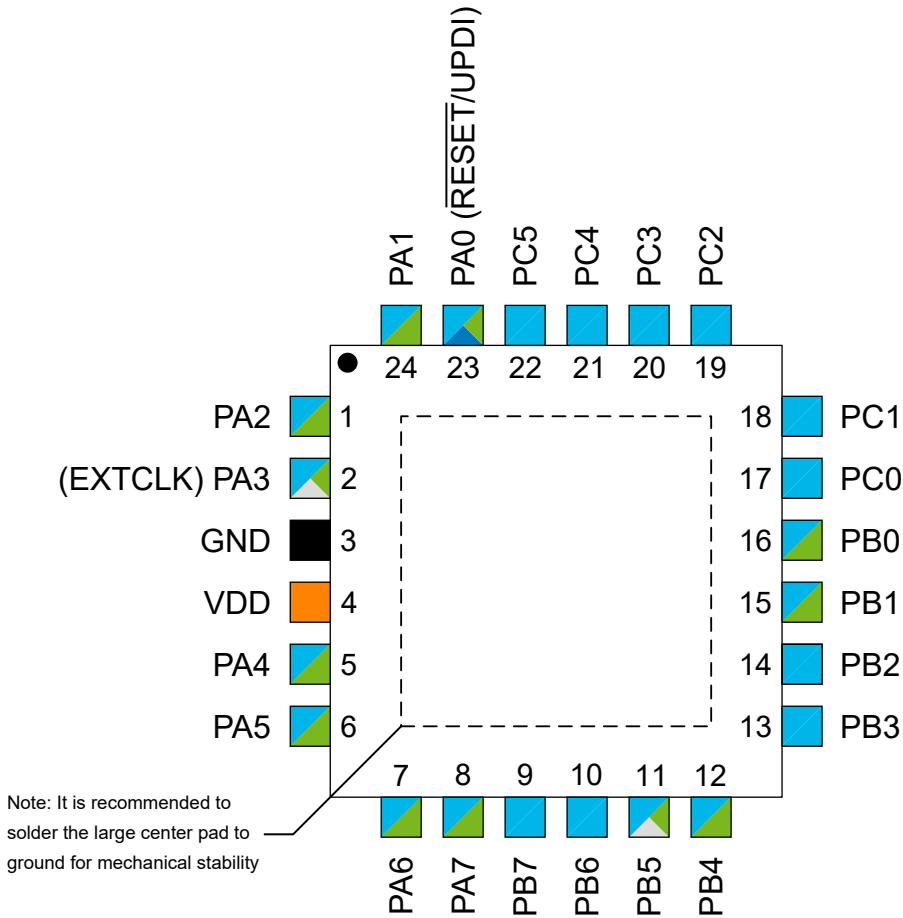 PA0 (RESET/UPDI)
PA1
PC5
PC4
PC3
PC2
24 23 22 21 20 19
PA2 1 18 PC1
(EXTCLK) PA3 2 17 PC0
GND 3 16 PB0
VDD 4 15 PB1
PA4 5 14 PB2
PA5 6 13 PB3
7 8 9 10 11 12
Note: It is recommended to
solder the large center pad to
ground for mechanical stability
PA6
PA7
PB7
PB6
PB5
PB4